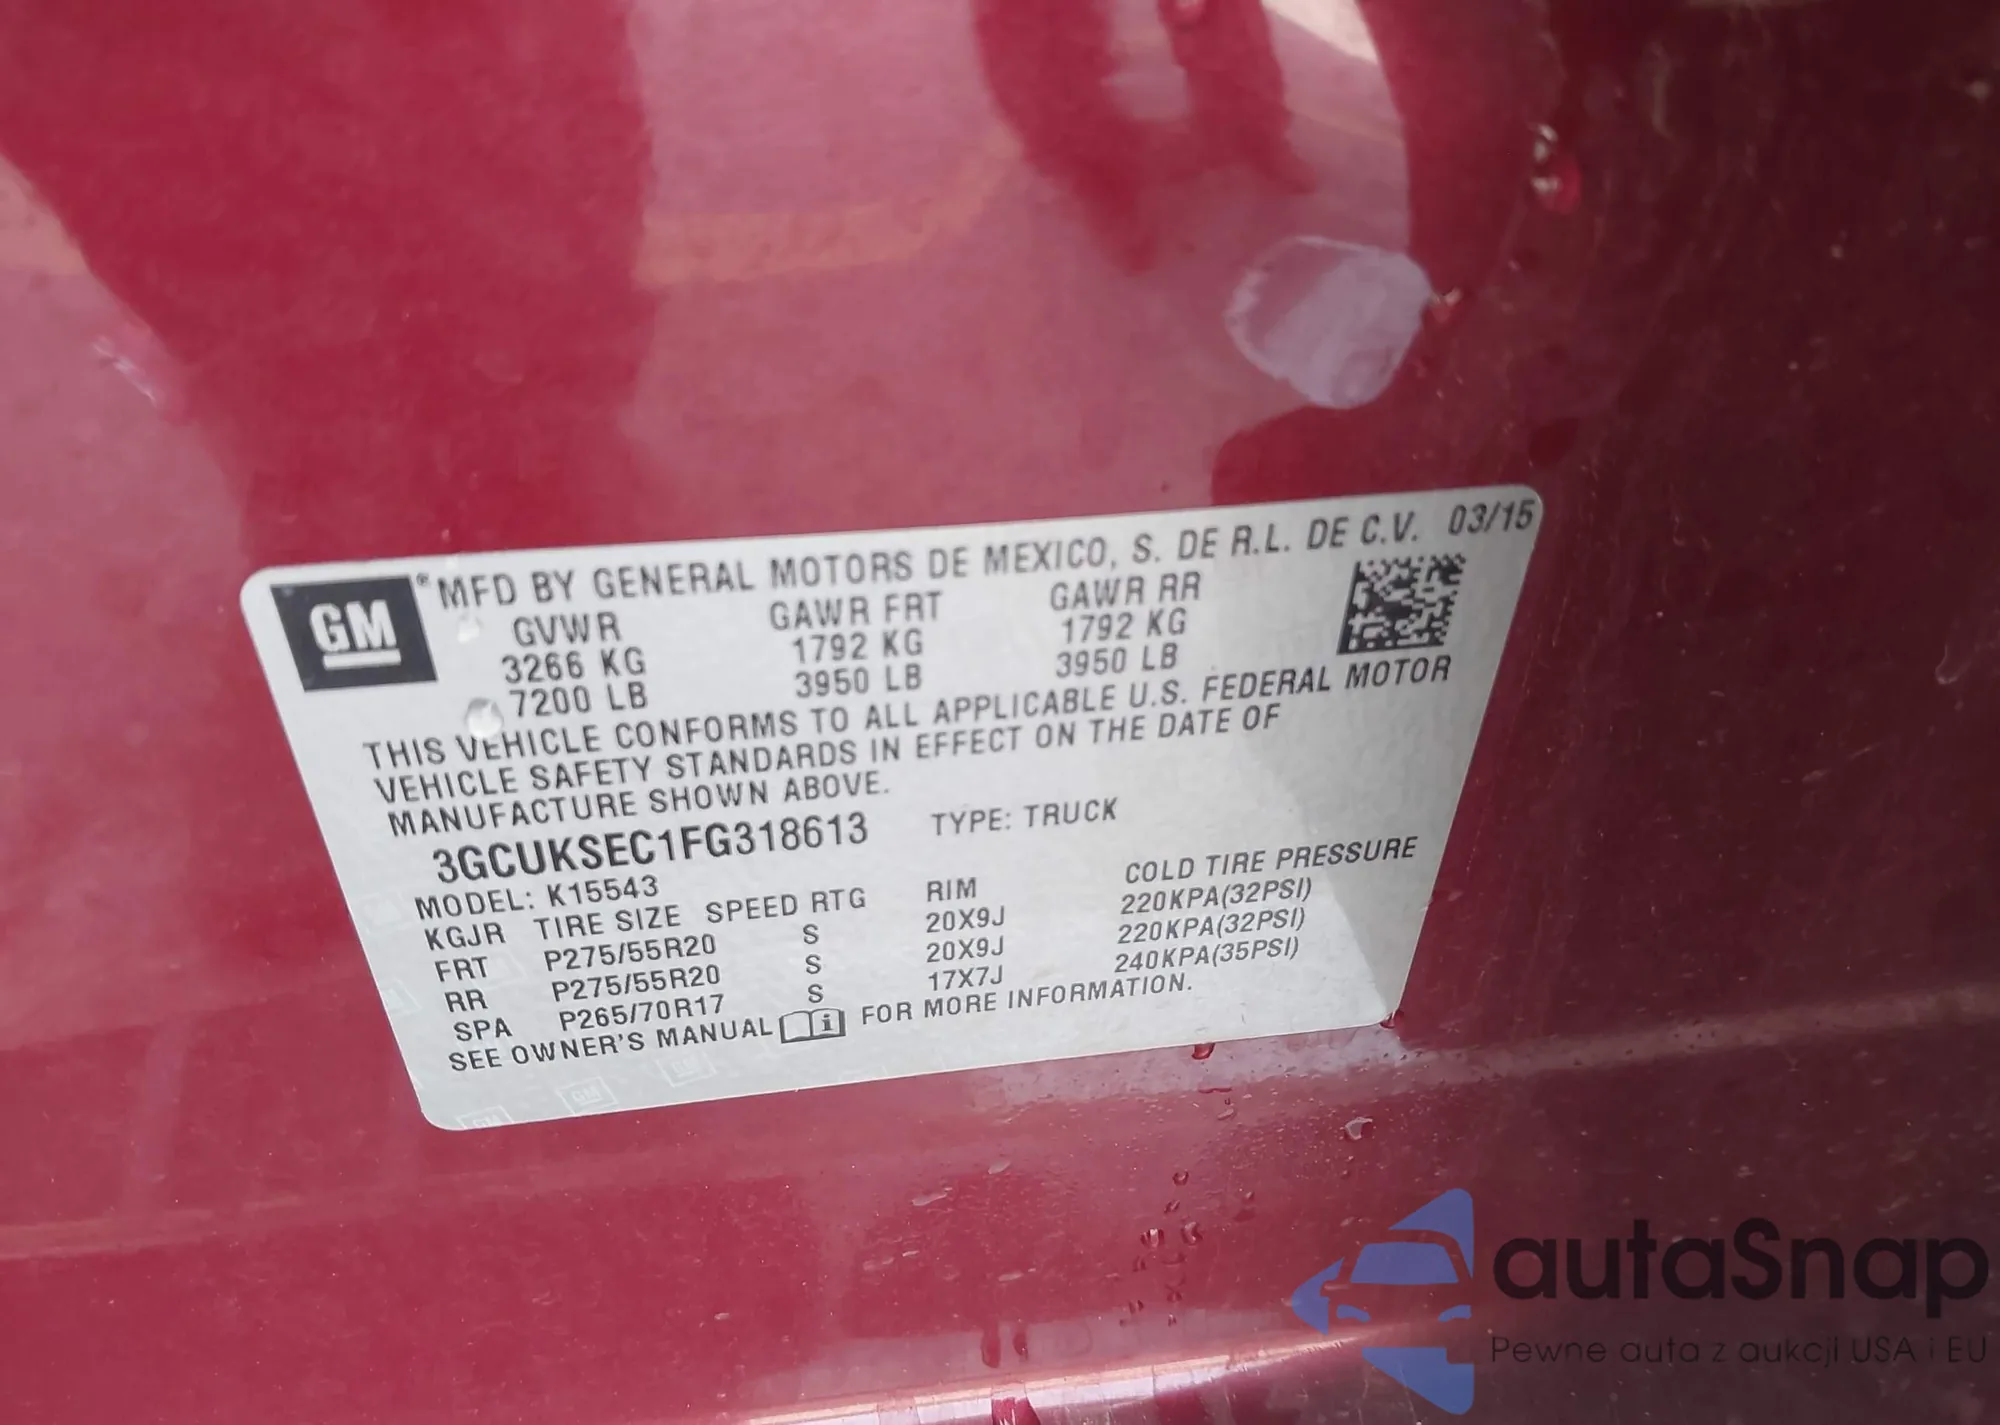 GM ® MFD BY GENERAL MOTORS DE MEXICO, S. DE R.L. DE C.V. 03/15
GVWR GAWR FRT GAWR RR
3266 KG 1792 KG 1792 KG
7200 LB 3950 LB 3950 LB
THIS VEHICLE CONFORMS TO ALL APPLICABLE U.S. FEDERAL MOTOR
VEHICLE SAFETY STANDARDS IN EFFECT ON THE DATE OF
MANUFACTURE SHOWN ABOVE.
3GCUKSEC1FG318613 TYPE: TRUCK
MODEL: K15543
KGJR TIRE SIZE SPEED RTG RIM COLD TIRE PRESSURE
FRT P275/55R20 S 20X9J 220KPA(32PSI)
RR P275/55R20 S 20X9J 220KPA(32PSI)
SPA P265/70R17 S 17X7J 240KPA(35PSI)
SEE OWNER'S MANUAL i FOR MORE INFORMATION.
GM GM GM
autaSnap
Pewne auta z aukcji USA i EU